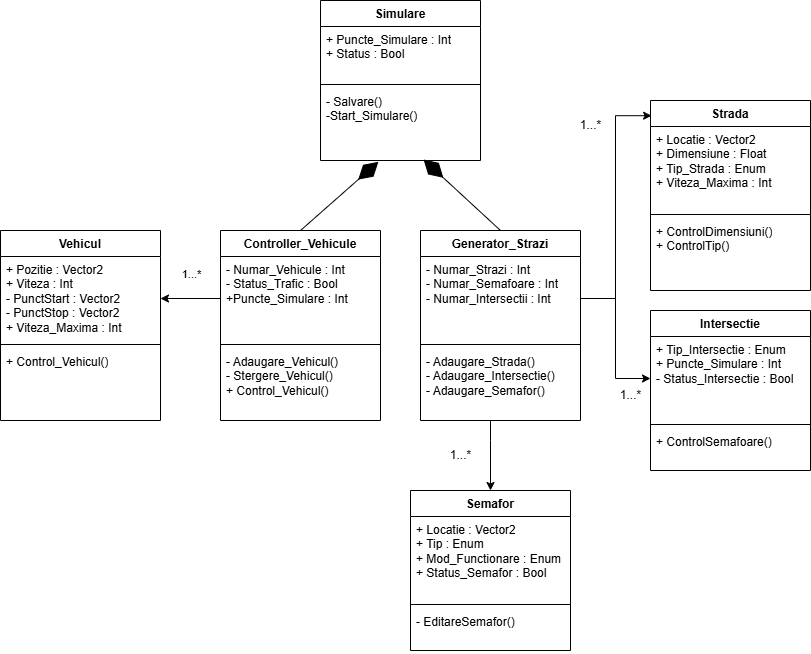 Simulare
+ Puncte_Simulare : Int
+ Status : Bool
- Salvare()
-Start_Simulare()
Vehicul
+ Pozitie : Vector2
+ Viteza : Int
- PunctStart : Vector2
- PunctStop : Vector2
+ Viteza_Maxima : Int
+ Control_Vehicul()
1...*
Controller_Vehicule
- Numar_Vehicule : Int
- Status_Trafic : Bool
+Puncte_Simulare : Int
- Adaugare_Vehicul()
- Stergere_Vehicul()
+ Control_Vehicul()
Generator_Strazi
- Numar_Strazi : Int
- Numar_Semafoare : Int
- Numar_Intersectii : Int
- Adaugare_Strada()
- Adaugare_Intersectie()
- Adaugare_Semafor()
1...*
Strada
+ Locatie : Vector2
+ Dimensiune : Float
+ Tip_Strada : Enum
+ Viteza_Maxima : Int
+ ControlDimensiuni()
+ ControlTip()
1...*
Intersectie
+ Tip_Intersectie : Enum
+ Puncte_Simulare : Int
- Status_Intersectie : Bool
+ ControlSemafoare()
1...*
Semafor
+ Locatie : Vector2
+ Tip : Enum
+ Mod_Functionare : Enum
+ Status_Semafor : Bool
- EditareSemafor()